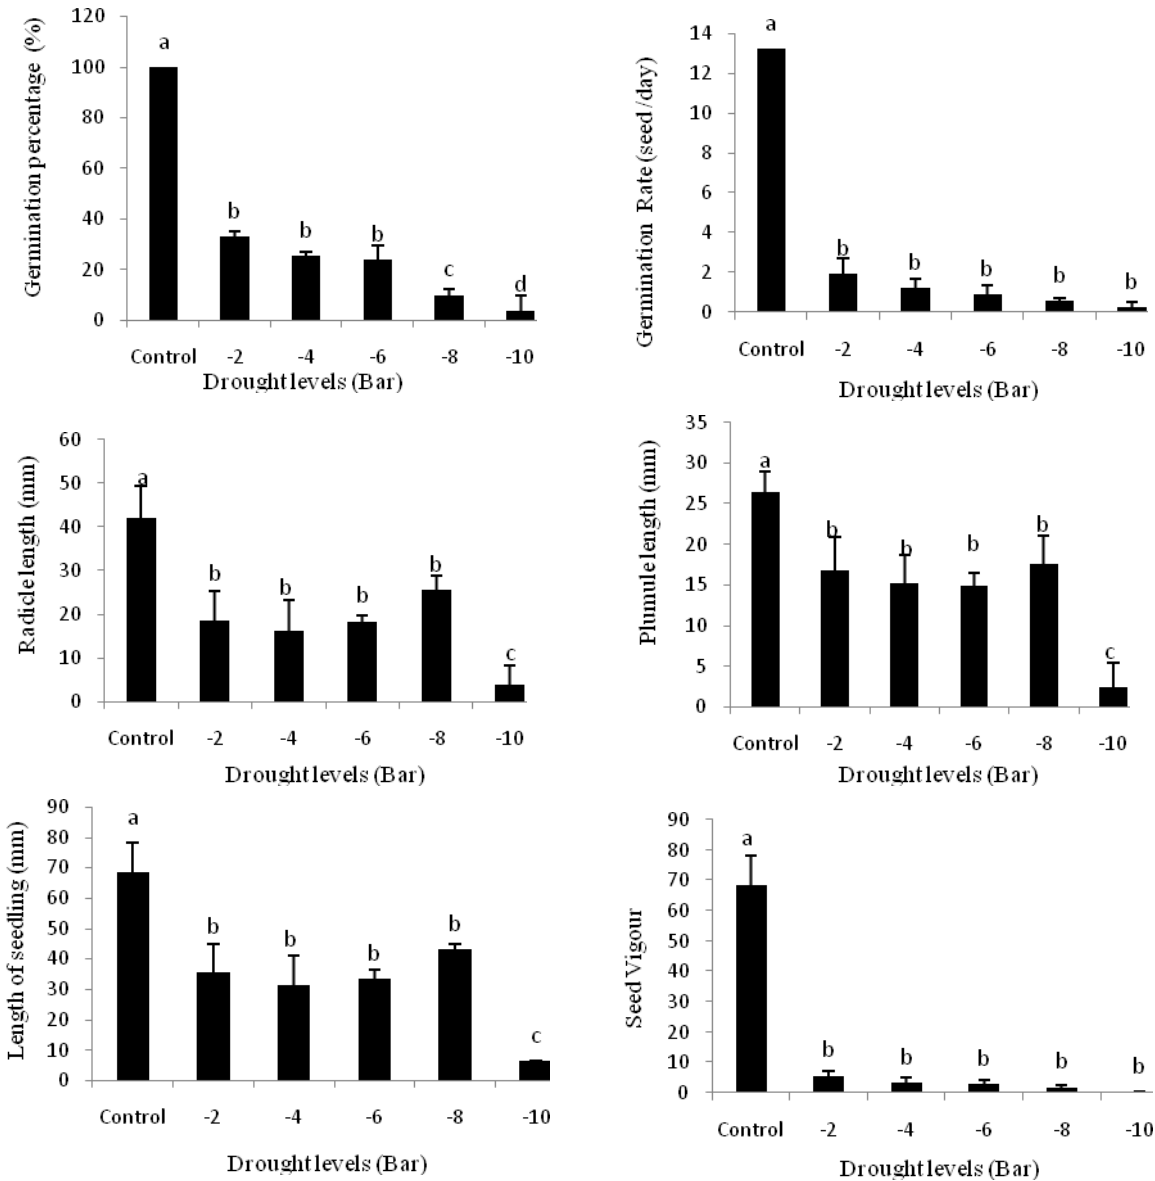 Germination percentage (%)
120
100
80
60
40
20
0
a
b
b
b
c
d
Control
-2
-4
-6
-8
-10
Drought levels (Bar)
Germination Rate (seed /day)
14
12
10
8
6
4
2
0
a
b
b
b
b
b
Control
-2
-4
-6
-8
-10
Drought levels (Bar)
Radicle length (mm)
60
50
40
30
20
10
0
a
b
b
b
b
c
Control
-2
-4
-6
-8
-10
Drought levels (Bar)
Plumule length (mm)
35
30
25
20
15
10
5
0
a
b
b
b
b
c
Control
-2
-4
-6
-8
-10
Drought levels (Bar)
Length of seedling (mm)
90
80
70
60
50
40
30
20
10
0
a
b
b
b
b
c
Control
-2
-4
-6
-8
-10
Drought levels (Bar)
Seed Vigour
90
80
70
60
50
40
30
20
10
0
a
b
b
b
b
b
Control
-2
-4
-6
-8
-10
Drought levels (Bar)